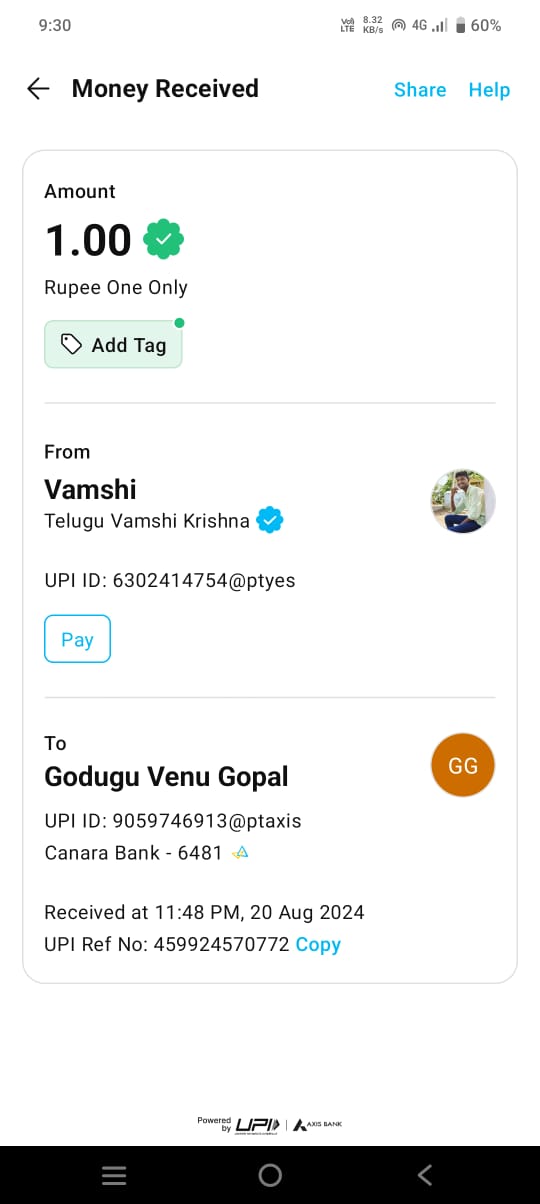 9:30
Vo) LTE 8.32 KB/s 4G 60%
Money Received Share Help
Amount
1.00
Rupee One Only
Add Tag
From
Vamshi
Telugu Vamshi Krishna
UPI ID: 6302414754@ptyes
Pay
To
Godugu Venu Gopal
GG
UPI ID: 9059746913@ptaxis
Canara Bank - 6481
Received at 11:48 PM, 20 Aug 2024
UPI Ref No: 459924570772 Copy
Powered by UPI | AXIS BANK